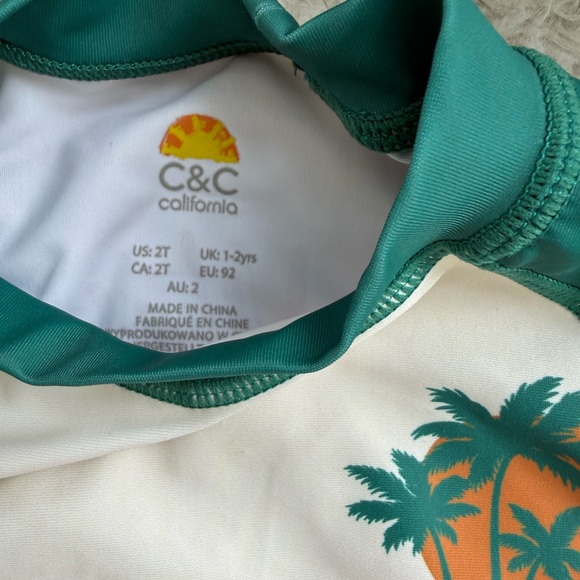 C&C
california
US: 2T UK: 1-2yrs
CA: 2T EU: 92
AU: 2
MADE IN CHINA
FABRIQUÉ EN CHINE